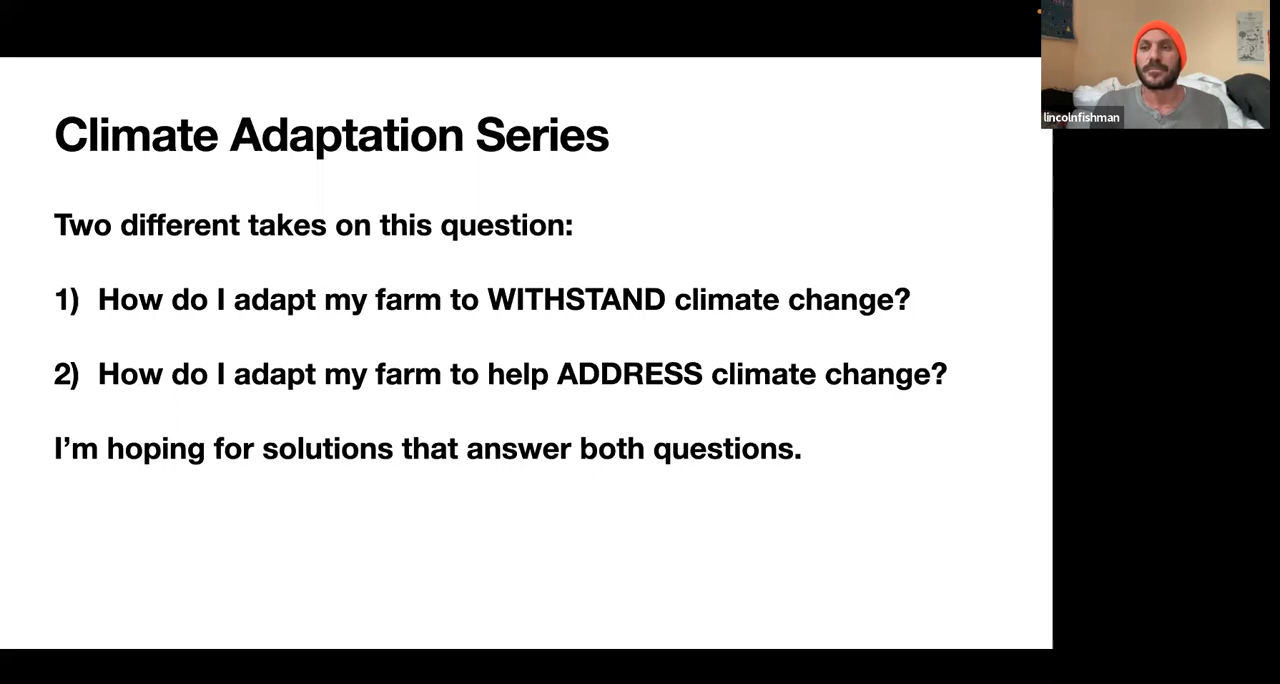 Climate Adaptation Series
Two different takes on this question:
1) How do I adapt my farm to WITHSTAND climate change?
2) How do I adapt my farm to help ADDRESS climate change?
I’m hoping for solutions that answer both questions.
lincolnfishman